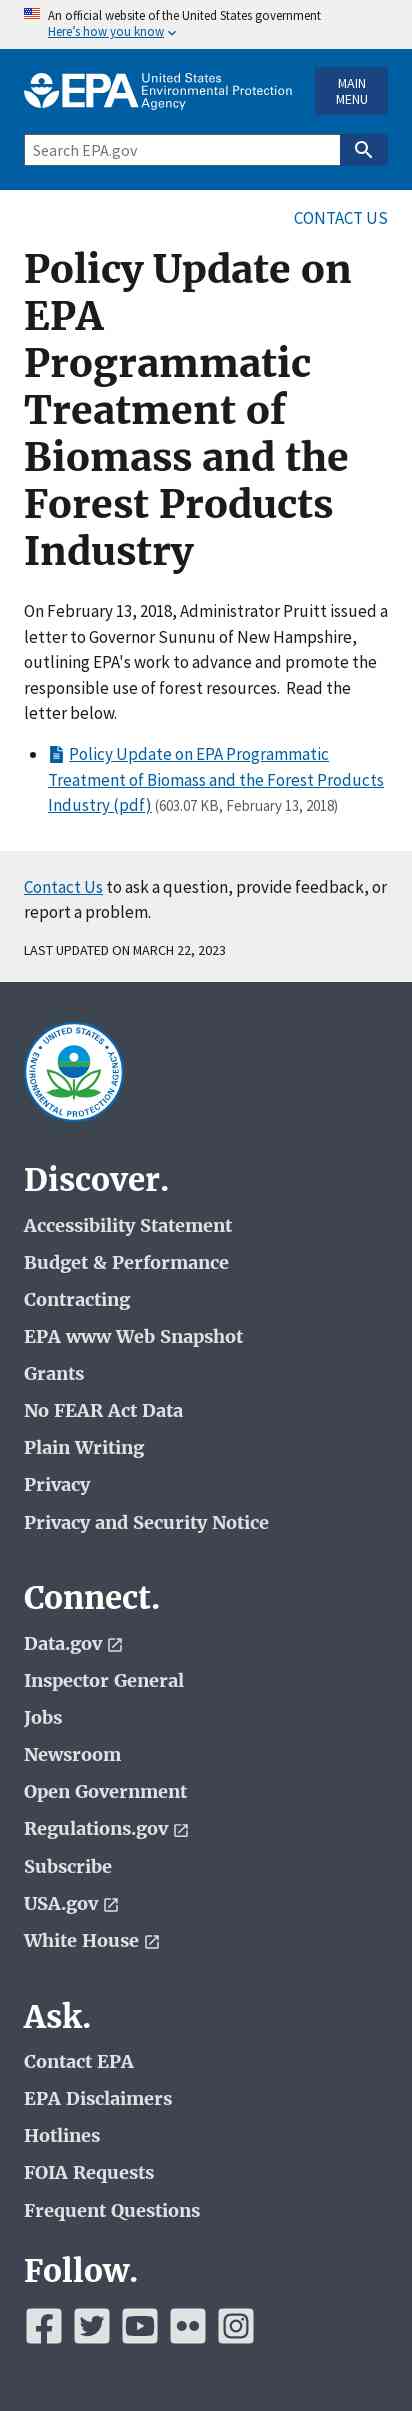 An official website of the United States government
Here's how you know
EPA United States
Environmental Protection
Agency
MAIN
MENU
Search EPA.gov
CONTACT US
Policy Update on
EPA
Programmatic
Treatment of
Biomass and the
Forest Products
Industry
On February 13, 2018, Administrator Pruitt issued a
letter to Governor Sununu of New Hampshire,
outlining EPA's work to advance and promote the
responsible use of forest resources.  Read the
letter below.
Policy Update on EPA Programmatic
Treatment of Biomass and the Forest Products
Industry (pdf) (603.07 KB, February 13, 2018)
Contact Us to ask a question, provide feedback, or
report a problem.
LAST UPDATED ON MARCH 22, 2023
UNITED STATES
ENVIRONMENTAL PROTECTION AGENCY
Discover.
Accessibility Statement
Budget & Performance
Contracting
EPA www Web Snapshot
Grants
No FEAR Act Data
Plain Writing
Privacy
Privacy and Security Notice
Connect.
Data.gov
Inspector General
Jobs
Newsroom
Open Government
Regulations.gov
Subscribe
USA.gov
White House
Ask.
Contact EPA
EPA Disclaimers
Hotlines
FOIA Requests
Frequent Questions
Follow.